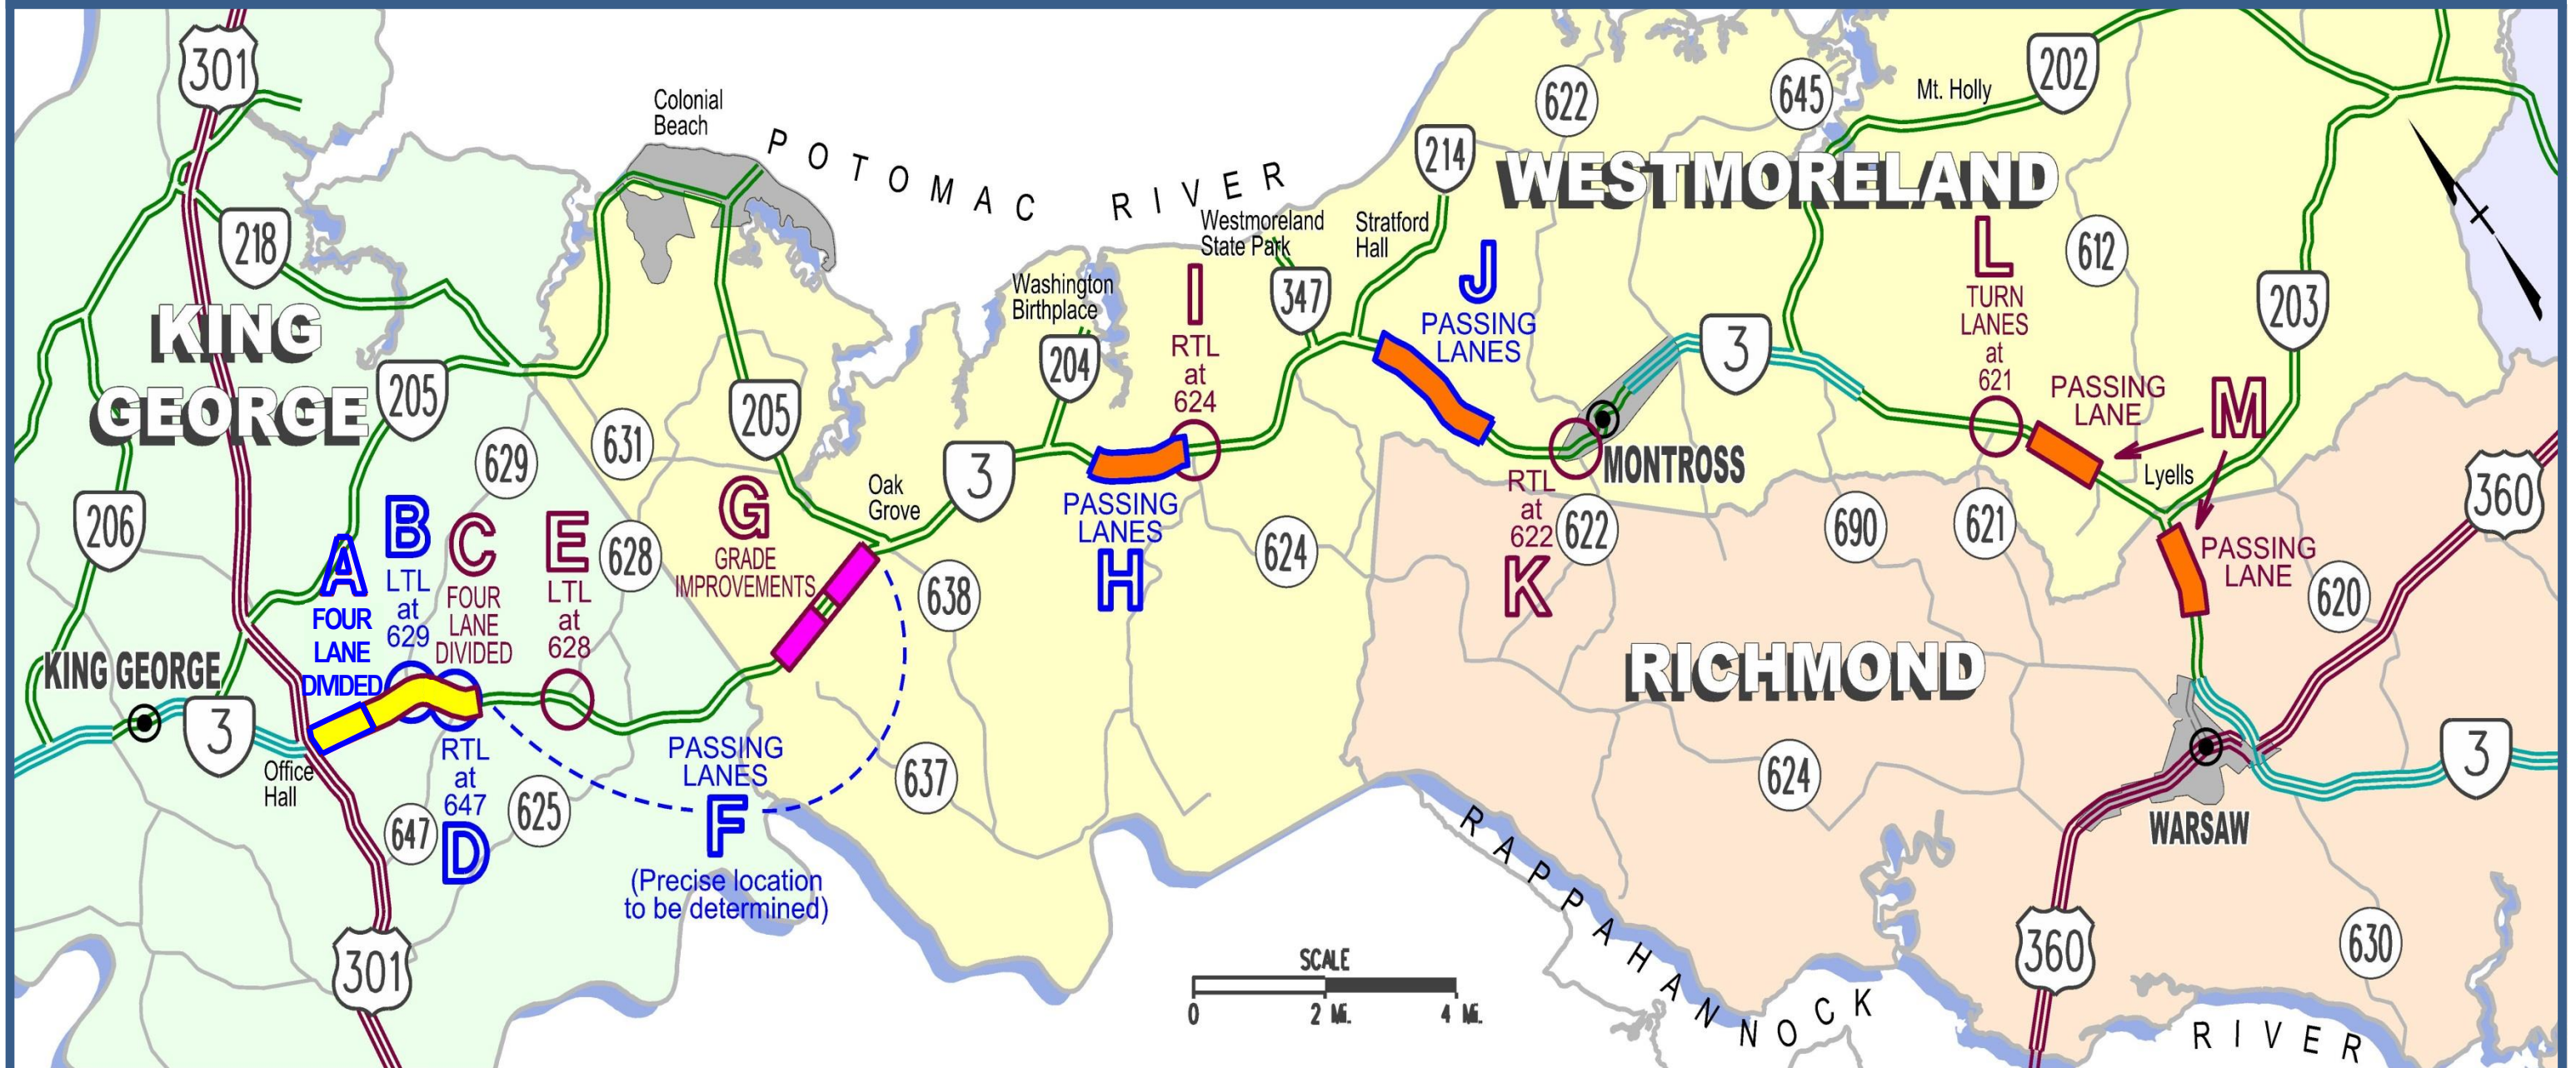 301
Colonial
Beach
POTOMAC RIVER
622
645
Mt. Holly
202
214
WESTMORELAND
218
Westmoreland
State Park
Stratford
Hall
J
PASSING
LANES
L
TURN
LANES
at
621
612
203
KING
GEORGE
205
Washington
Birthplace
204
I
RTL
at
624
347
3
PASSING
LANE
M
629
631
205
Oak
Grove
3
PASSING
LANES
H
MONTROSS
Lyells
360
206
A
FOUR
LANE
DIVIDED
B
LTL
at
629
C
FOUR
LANE
DIVIDED
E
LTL
at
628
628
G
GRADE
IMPROVEMENTS
638
624
RTL
at
622
K
622
690
621
PASSING
LANE
620
KING GEORGE
3
Office
Hall
RTL
at
647
D
647
625
PASSING
LANES
F
(Precise location
to be determined)
637
RICHMOND
624
WARSAW
3
301
SCALE
0
2 Mi.
4 Mi.
RAPPAHANNOCK
RIVER
360
630